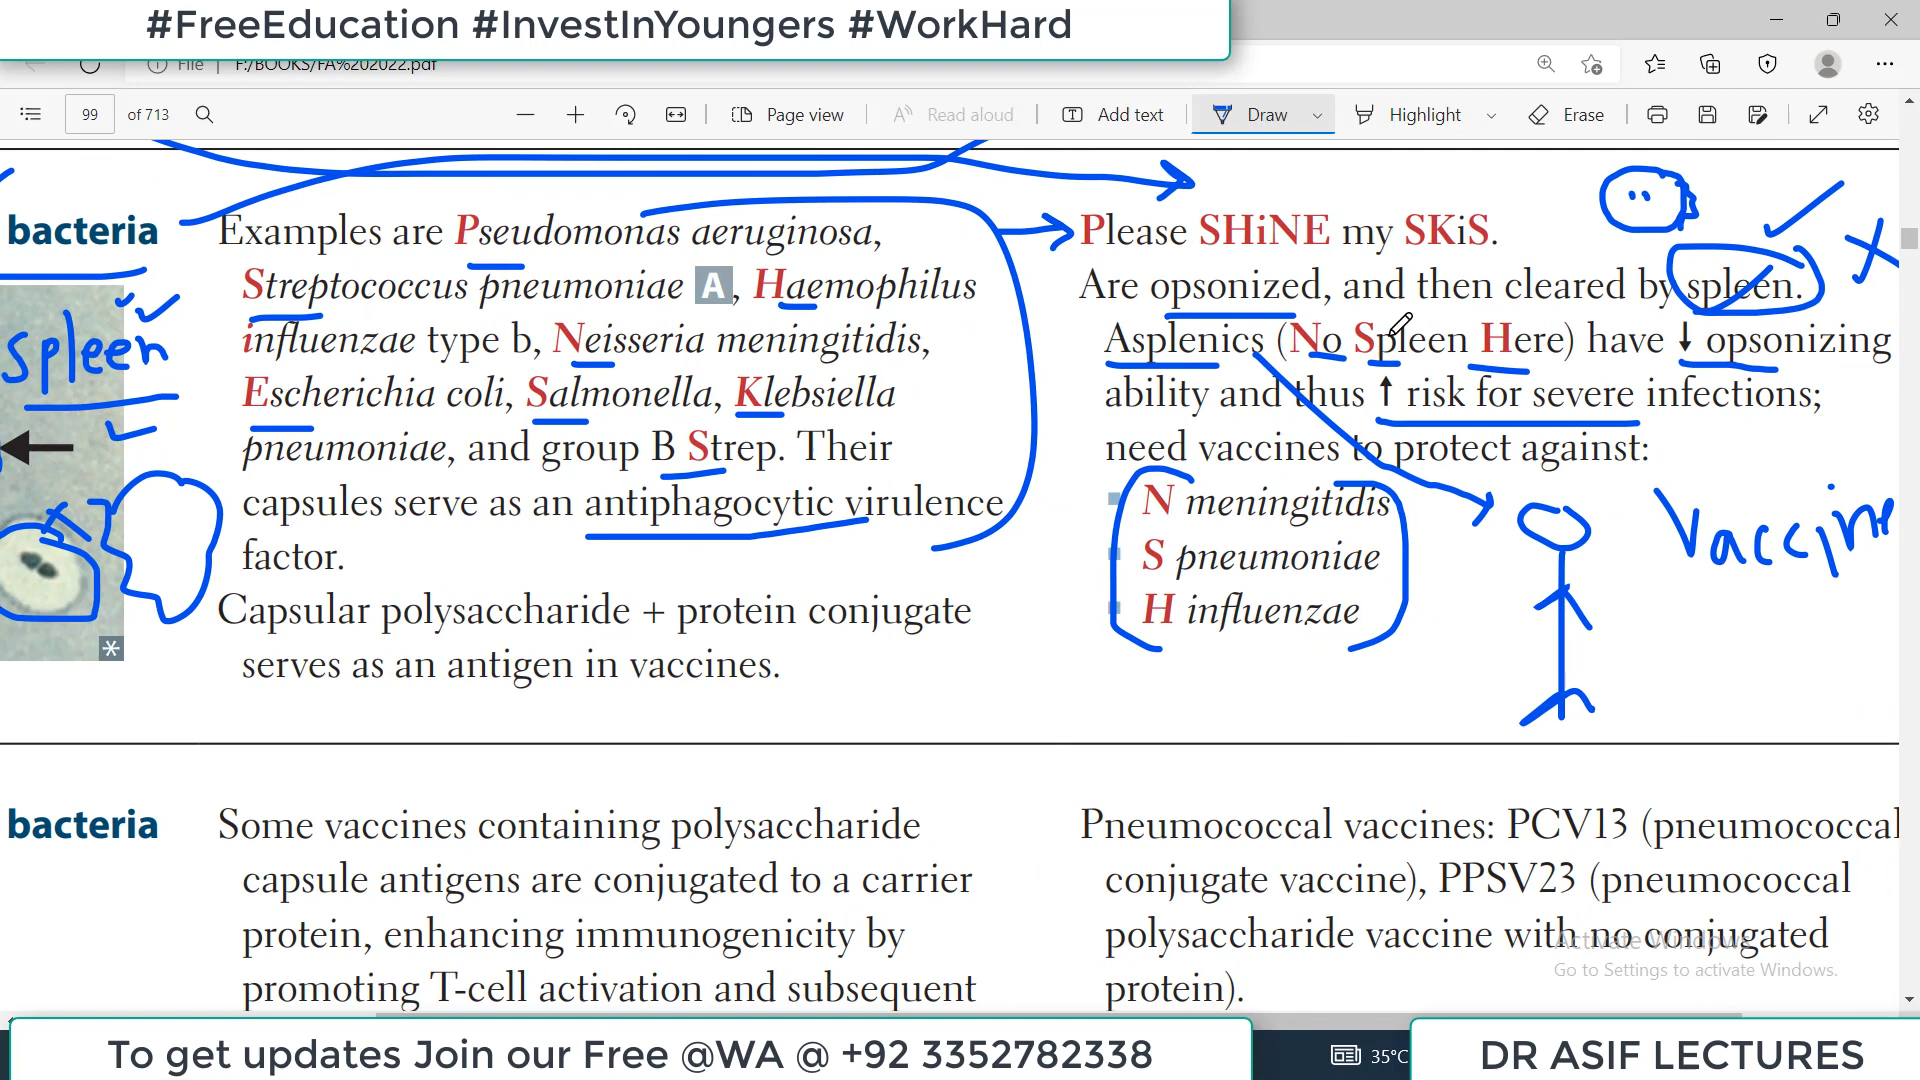 #FreeEducation #InvestInYoungers #WorkHard
File | F:/BOOKS/FA%202022.pdf
99 of 713 Page view Read aloud Add text Draw Highlight Erase
bacteria
Examples are Pseudomonas aeruginosa,
Streptococcus pneumoniae A, Haemophilus
influenzae type b, Neisseria meningitidis,
Escherichia coli, Salmonella, Klebsiella
pneumoniae, and group B Strep. Their
capsules serve as an antiphagocytic virulence
factor.
Capsular polysaccharide + protein conjugate
serves as an antigen in vaccines.
spleen
Please SHiNE my SKiS.
Are opsonized, and then cleared by spleen.
Asplenics (No Spleen Here) have ↓ opsonizing
ability and thus ↑ risk for severe infections;
need vaccines to protect against:
N meningitidis
S pneumoniae
H influenzae
Vaccine
bacteria
Some vaccines containing polysaccharide
capsule antigens are conjugated to a carrier
protein, enhancing immunogenicity by
promoting T-cell activation and subsequent
Pneumococcal vaccines: PCV13 (pneumococcal
conjugate vaccine), PPSV23 (pneumococcal
polysaccharide vaccine with no conjugated
protein).
Activate Windows
Go to Settings to activate Windows.
To get updates Join our Free @WA @ +92 3352782338
35°C
DR ASIF LECTURES